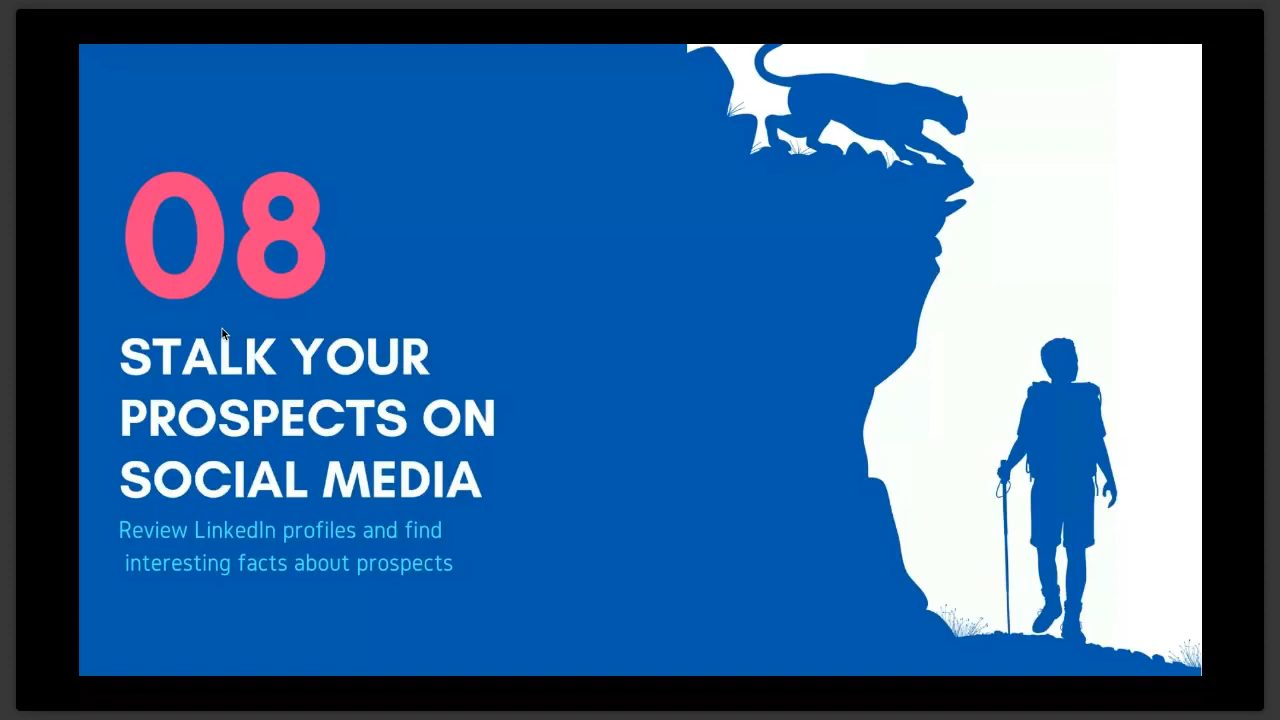 08
STALK YOUR
PROSPECTS ON
SOCIAL MEDIA
Review LinkedIn profiles and find
interesting facts about prospects